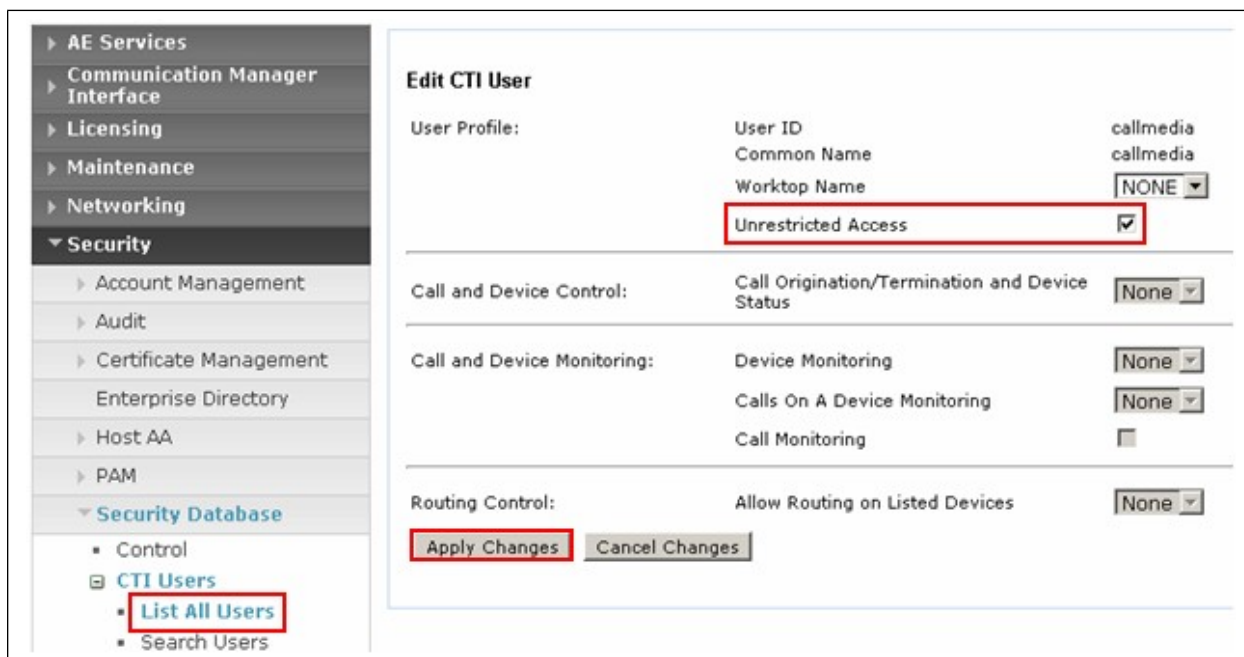 AE Services
Communication Manager
Interface
Licensing
Maintenance
Networking
Security
Account Management
Audit
Certificate Management
Enterprise Directory
Host AA
PAM
Security Database
Control
CTI Users
List All Users
Search Users
Edit CTI User
User Profile:
User ID callmedia
Common Name callmedia
Worktop Name NONE
Unrestricted Access
Call and Device Control:
Call Origination/Termination and Device
Status
None
Call and Device Monitoring:
Device Monitoring None
Calls On A Device Monitoring None
Call Monitoring
Routing Control:
Allow Routing on Listed Devices None
Apply Changes Cancel Changes